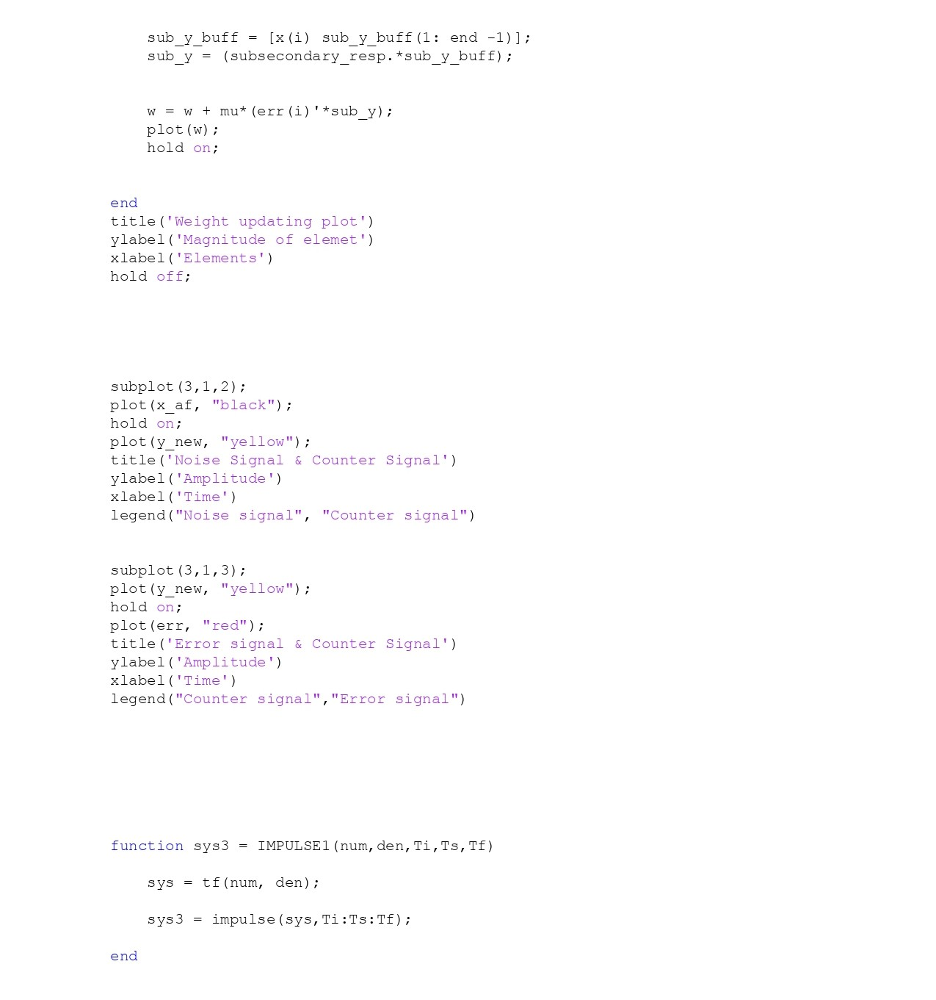 sub_y_buff = [x(i) sub_y_buff(1: end -1)];
sub_y = (subsecondary_resp.*sub_y_buff);
w = w + mu*(err(i)'*sub_y);
plot(w);
hold on;
end
title('Weight updating plot')
ylabel('Magnitude of elemet')
xlabel('Elements')
hold off;
subplot(3,1,2);
plot(x_af, "black");
hold on;
plot(y_new, "yellow");
title('Noise Signal & Counter Signal')
ylabel('Amplitude')
xlabel('Time')
legend("Noise signal", "Counter signal")
subplot(3,1,3);
plot(y_new, "yellow");
hold on;
plot(err, "red");
title('Error signal & Counter Signal')
ylabel('Amplitude')
xlabel('Time')
legend("Counter signal","Error signal")
function sys3 = IMPULSE1(num,den,Ti,Ts,Tf)
sys = tf(num, den);
sys3 = impulse(sys,Ti:Ts:Tf);
end